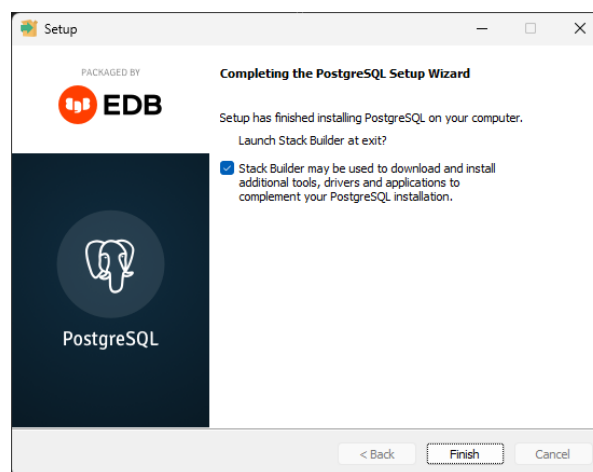 Setup
PACKAGED BY
EDB
PostgreSQL
Completing the PostgreSQL Setup Wizard
Setup has finished installing PostgreSQL on your computer.
Launch Stack Builder at exit?
Stack Builder may be used to download and install
additional tools, drivers and applications to
complement your PostgreSQL installation.
< Back
Finish
Cancel